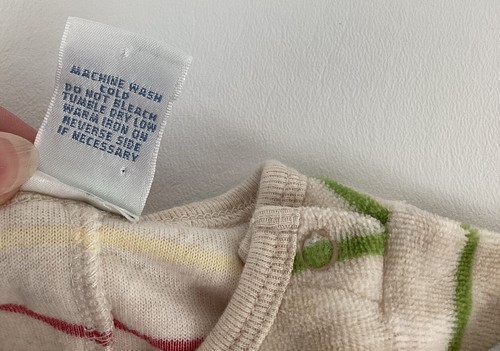 MACHINE WASH
COLD
DO NOT BLEACH
TUMBLE DRY LOW
WARM IRON ON
REVERSE SIDE
IF NECESSARY